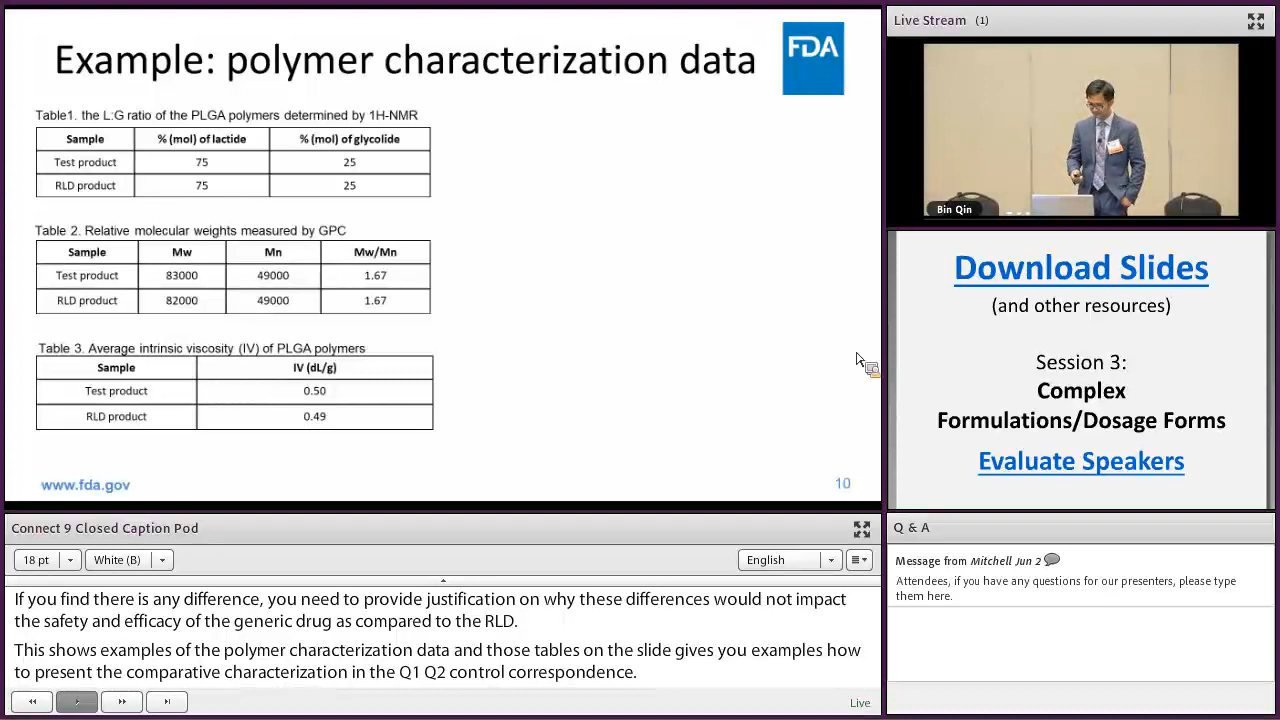 Example: polymer characterization data
FDA
Table1. the L:G ratio of the PLGA polymers determined by 1H-NMR
Sample % (mol) of lactide % (mol) of glycolide
Test product 75 25
RLD product 75 25
Table 2. Relative molecular weights measured by GPC
Sample Mw Mn Mw/Mn
Test product 83000 49000 1.67
RLD product 82000 49000 1.67
Table 3. Average intrinsic viscosity (IV) of PLGA polymers
Sample IV (dL/g)
Test product 0.50
RLD product 0.49
www.fda.gov 10
Live Stream (1)
Bin Qin
Download Slides
(and other resources)
Session 3:
Complex
Formulations/Dosage Forms
Evaluate Speakers
Connect 9 Closed Caption Pod
18 pt White (B) English
If you find there is any difference, you need to provide justification on why these differences would not impact
the safety and efficacy of the generic drug as compared to the RLD.
This shows examples of the polymer characterization data and those tables on the slide gives you examples how
to present the comparative characterization in the Q1 Q2 control correspondence.
Live
Q & A
Message from Mitchell Jun 2
Attendees, if you have any questions for our presenters, please type
them here.